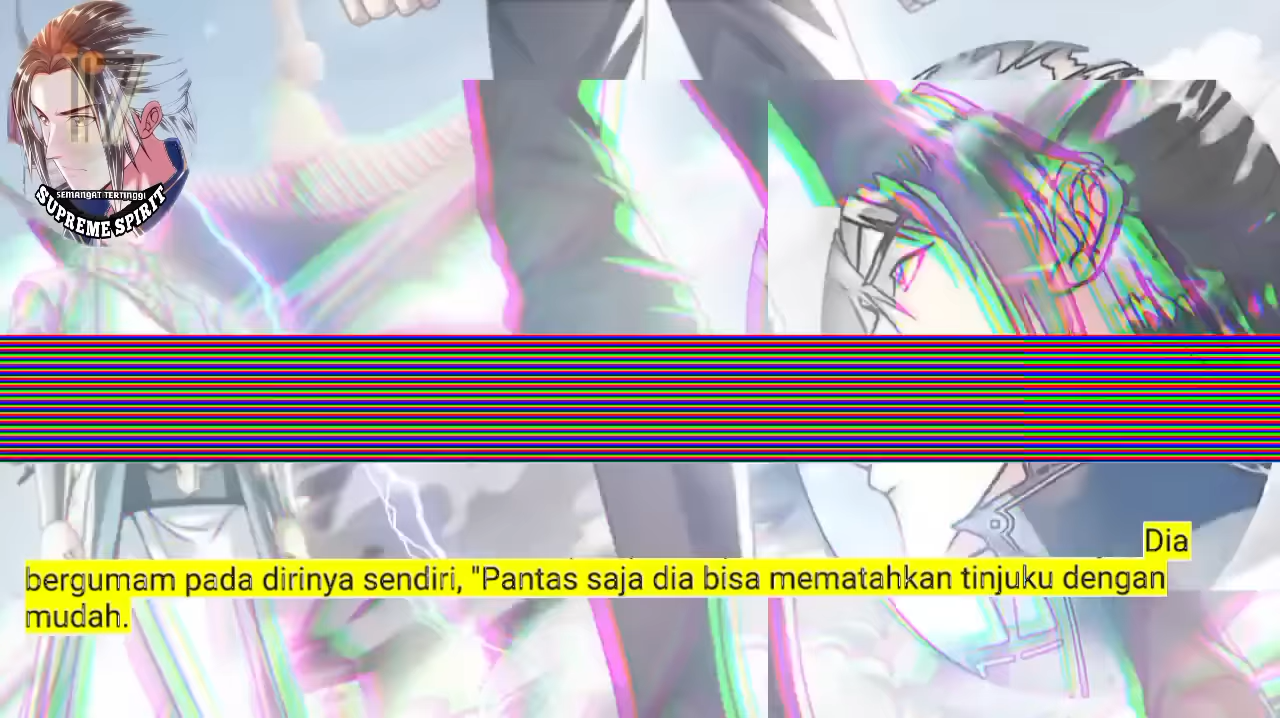 SEMANGAT TERTINGGI
SUPREME SPIRIT
Dia
bergumam pada dirinya sendiri, "Pantas saja dia bisa mematahkan tinjuku dengan
mudah.